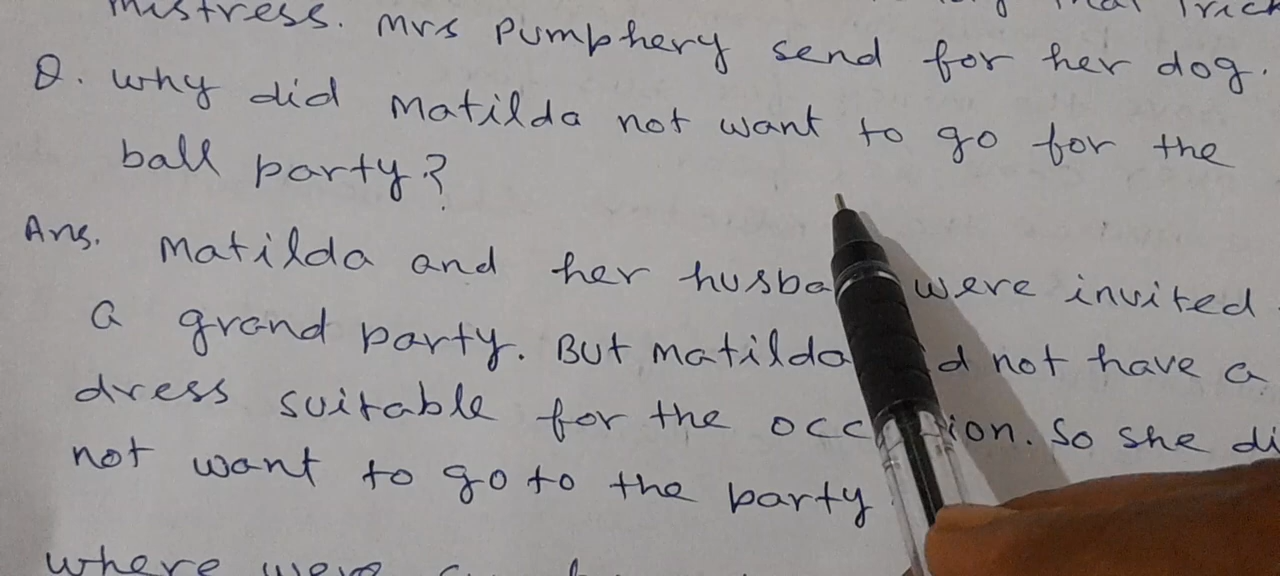 mistress. Mrs Pumphery send for her dog.
Q. why did Matilda not want to go for the
ball party?
Ans. Matilda and her husba were invited
a grand party. But Matilda d not have a
dress suitable for the occ ion. So she di
not want to go to the party
where were